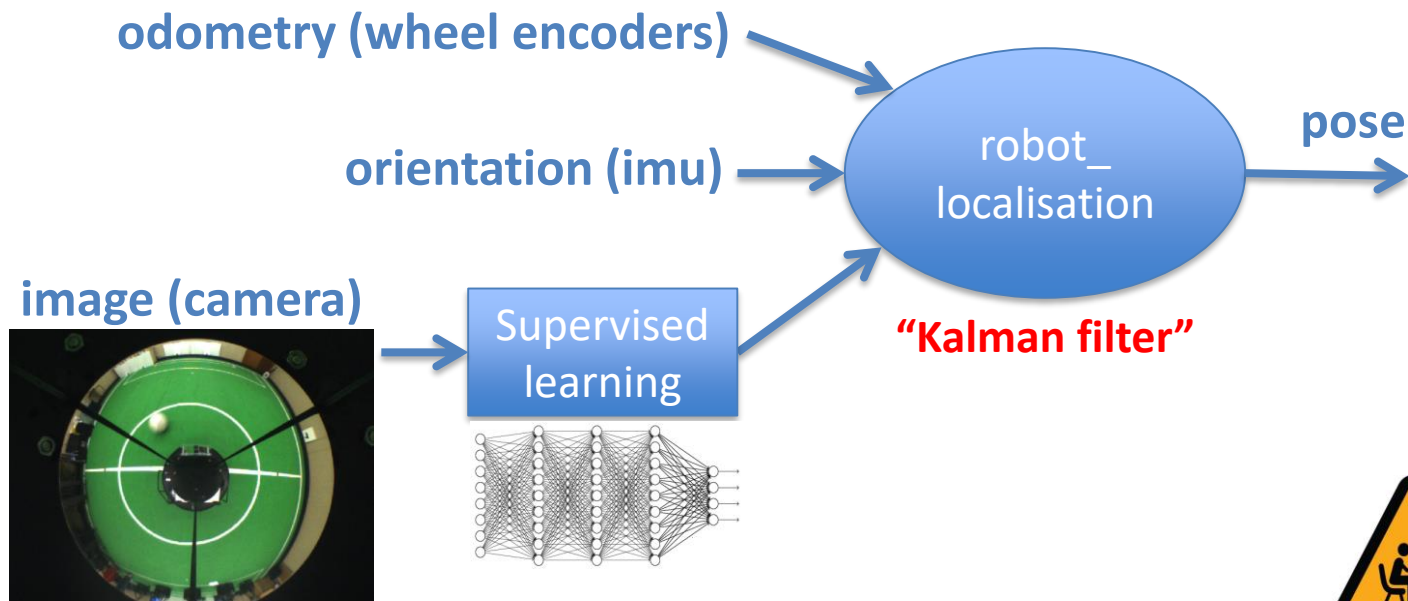 odometry (wheel encoders)
pose
robot_
localisation
orientation (imu)
image (camera)
Supervised
learning
“Kalman filter”